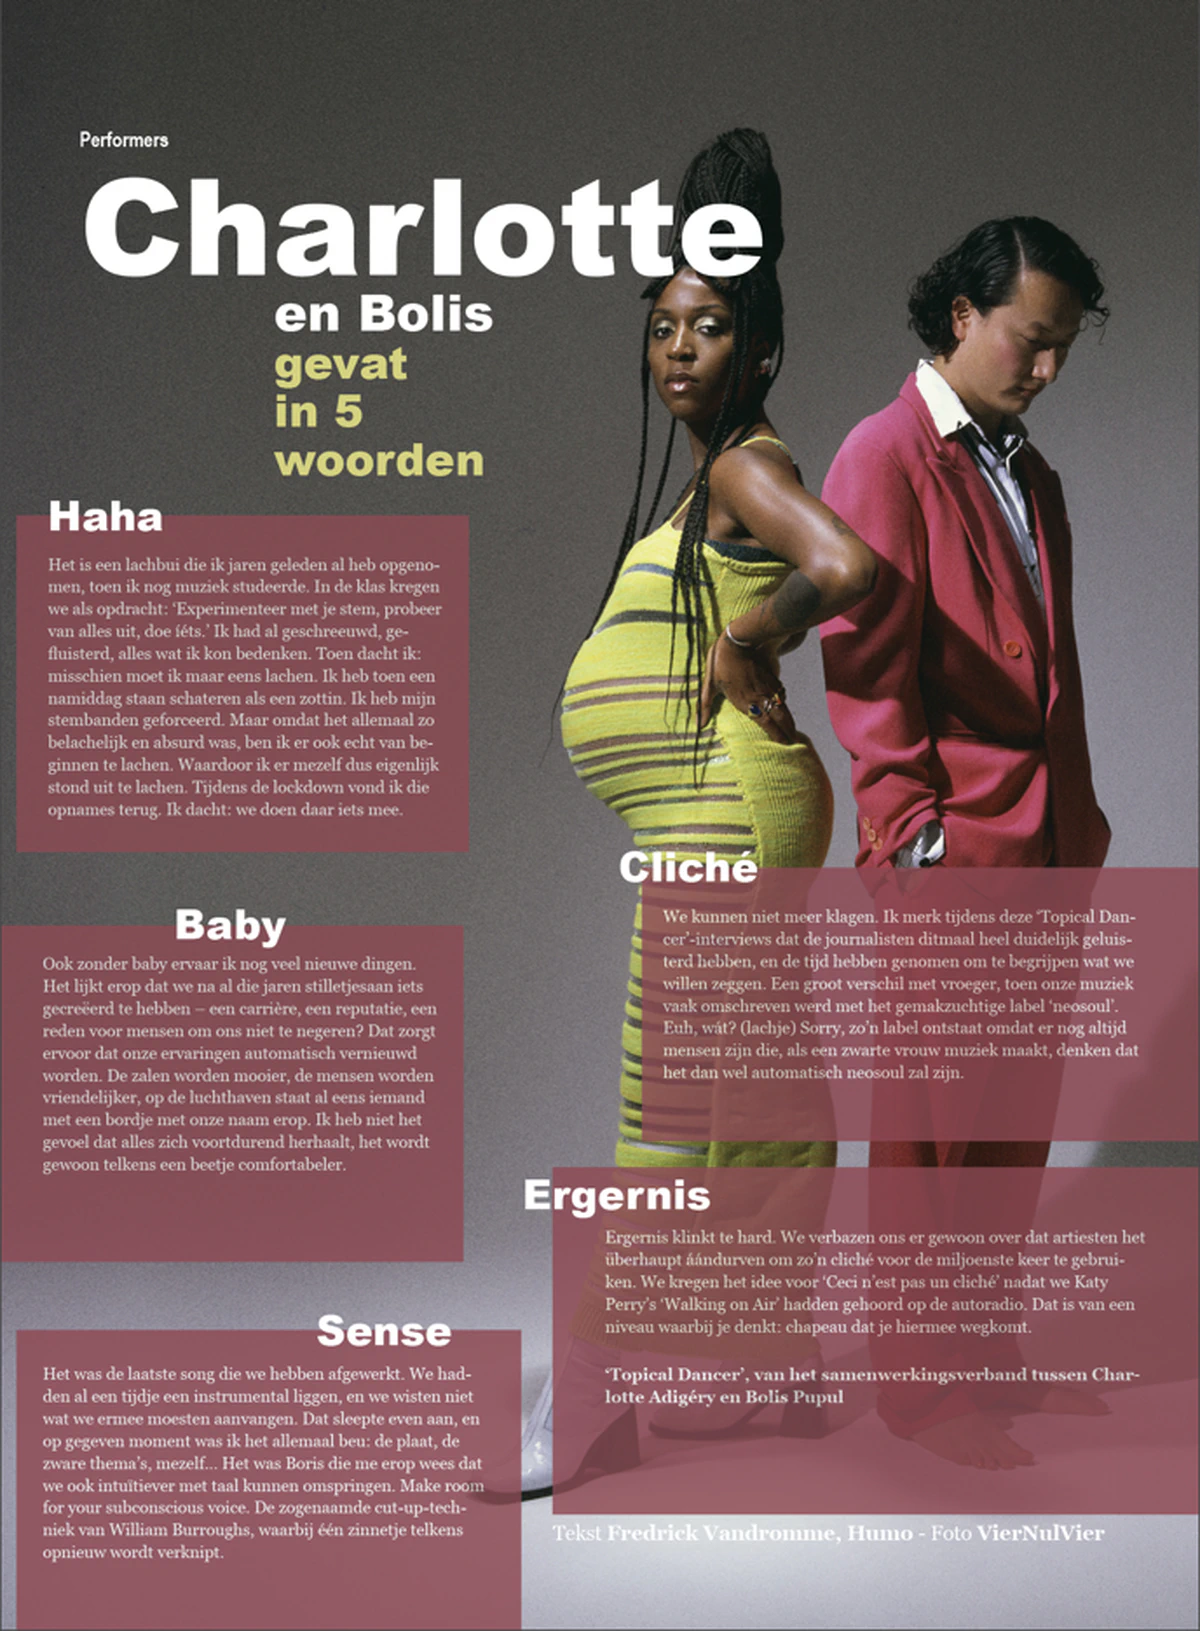 Performers
Charlotte
en Bolis
gevat
in 5
woorden
Haha
Het is een lachbui die ik jaren geleden al heb opgeno-
men, toen ik nog muziek studeerde. In de klas kregen
we als opdracht: ‘Experimenteer met je stem, probeer
van alles uit, doe íéts.’ Ik had al geschreeuwd, ge-
fluisterd, alles wat ik kon bedenken. Toen dacht ik:
misschien moet ik maar eens lachen. Ik heb toen een
namiddag staan schateren als een zottin. Ik heb mijn
stembanden geforceerd. Maar omdat het allemaal zo
belachelijk en absurd was, ben ik er ook echt van be-
ginnen te lachen. Waardoor ik er mezelf dus eigenlijk
stond uit te lachen. Tijdens de lockdown vond ik die
opnames terug. Ik dacht: we doen daar iets mee.
Baby
Ook zonder baby ervaar ik nog veel nieuwe dingen.
Het lijkt erop dat we na al die jaren stilletjesaan iets
gecreëerd te hebben – een carrière, een reputatie, een
reden voor mensen om ons niet te negeren? Dat zorgt
ervoor dat onze ervaringen automatisch vernieuwd
worden. De zalen worden mooier, de mensen worden
vriendelijker, op de luchthaven staat al eens iemand
met een bordje met onze naam erop. Ik heb niet het
gevoel dat alles zich voortdurend herhaalt, het wordt
gewoon telkens een beetje comfortabeler.
Sense
Het was de laatste song die we hebben afgewerkt. We had-
den al een tijdje een instrumental liggen, en we wisten niet
wat we ermee moesten aanvangen. Dat sleepte even aan, en
op gegeven moment was ik het allemaal beu: de plaat, de
zware thema’s, mezelf... Het was Boris die me erop wees dat
we ook intuïtiever met taal kunnen omspringen. Make room
for your subconscious voice. De zogenaamde cut-up-tech-
niek van William Burroughs, waarbij één zinnetje telkens
opnieuw wordt verknipt.
Cliché
We kunnen niet meer klagen. Ik merk tijdens deze ‘Topical Dan-
cer’-interviews dat de journalisten ditmaal heel duidelijk geluis-
terd hebben, en de tijd hebben genomen om te begrijpen wat we
willen zeggen. Een groot verschil met vroeger, toen onze muziek
vaak omschreven werd met het gemakzuchtige label ‘neosoul’.
Euh, wát? (lachje) Sorry, zo’n label ontstaat omdat er nog altijd
mensen zijn die, als een zwarte vrouw muziek maakt, denken dat
het dan wel automatisch neosoul zal zijn.
Ergernis
Ergernis klinkt te hard. We verbazen ons er gewoon over dat artiesten het
überhaupt áándurven om zo’n cliché voor de miljoenste keer te gebrui-
ken. We kregen het idee voor ‘Ceci n’est pas un cliché’ nadat we Katy
Perry’s ‘Walking on Air’ hadden gehoord op de autoradio. Dat is van een
niveau waarbij je denkt: chapeau dat je hiermee wegkomt.
‘Topical Dancer’, van het samenwerkingsverband tussen Char-
lotte Adigéry en Bolis Pupul
Tekst Fredrick Vandromme, Humo - Foto VierNulVier